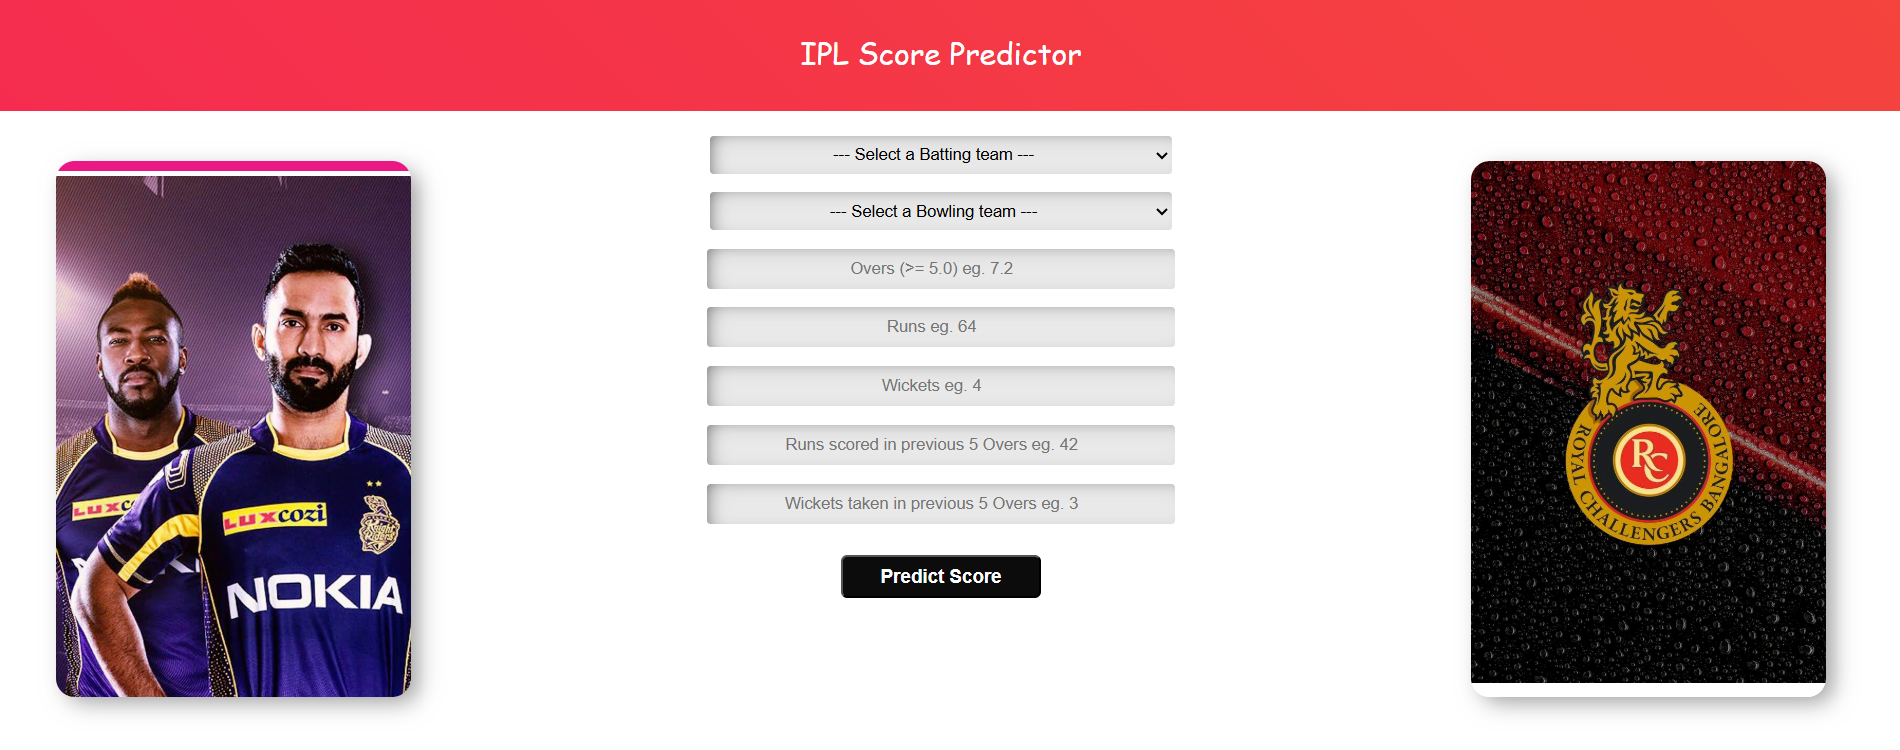 IPL Score Predictor
--- Select a Batting team ---
--- Select a Bowling team ---
Overs (>= 5.0) eg. 7.2
Runs eg. 64
Wickets eg. 4
Runs scored in previous 5 Overs eg. 42
Wickets taken in previous 5 Overs eg. 3
Predict Score
LUX CO
LUX cozi
Knight
Riders
NOKIA
RC
ROYAL CHALLENGERS BANGALORE